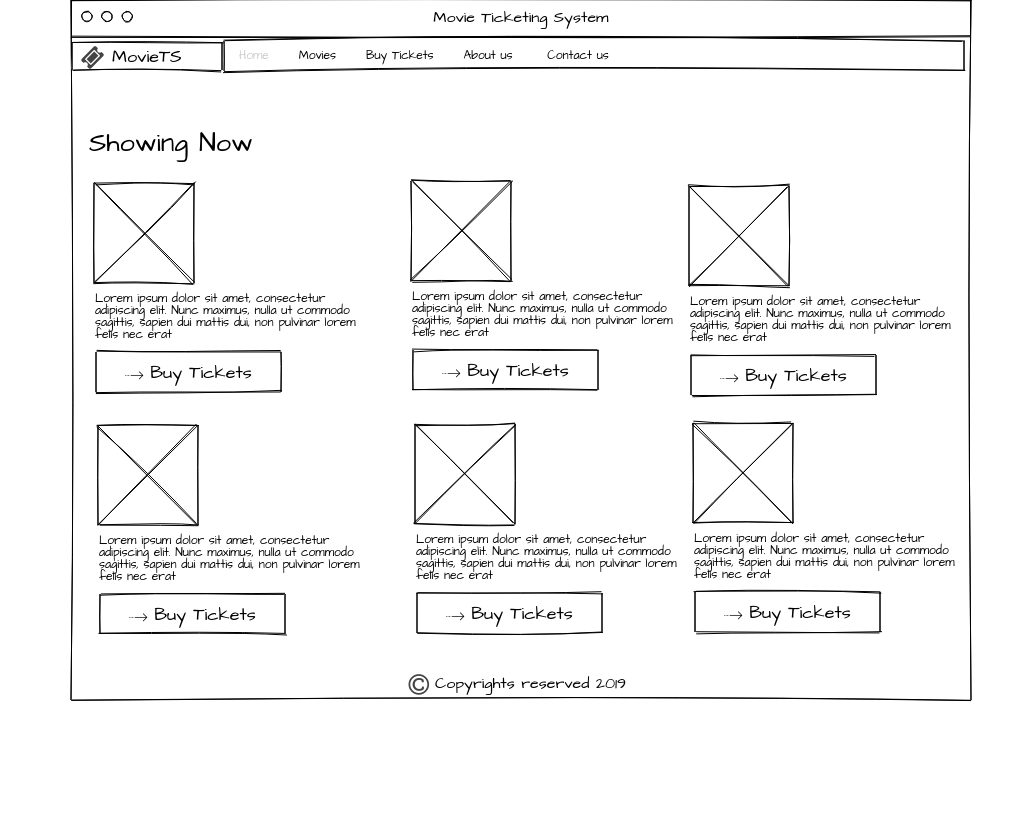 Movie Ticketing System
MovieTS
Home Movies Buy Tickets About us Contact us
Showing Now
Lorem ipsum dolor sit amet, consectetur
adipiscing elit. Nunc maximus, nulla ut commodo
sagittis, sapien dui mattis dui, non pulvinar lorem
felis nec erat
→ Buy Tickets
Lorem ipsum dolor sit amet, consectetur
adipiscing elit. Nunc maximus, nulla ut commodo
sagittis, sapien dui mattis dui, non pulvinar lorem
felis nec erat
→ Buy Tickets
Lorem ipsum dolor sit amet, consectetur
adipiscing elit. Nunc maximus, nulla ut commodo
sagittis, sapien dui mattis dui, non pulvinar lorem
felis nec erat
→ Buy Tickets
Lorem ipsum dolor sit amet, consectetur
adipiscing elit. Nunc maximus, nulla ut commodo
sagittis, sapien dui mattis dui, non pulvinar lorem
felis nec erat
→ Buy Tickets
Lorem ipsum dolor sit amet, consectetur
adipiscing elit. Nunc maximus, nulla ut commodo
sagittis, sapien dui mattis dui, non pulvinar lorem
felis nec erat
→ Buy Tickets
Lorem ipsum dolor sit amet, consectetur
adipiscing elit. Nunc maximus, nulla ut commodo
sagittis, sapien dui mattis dui, non pulvinar lorem
felis nec erat
→ Buy Tickets
© Copyrights reserved 2019